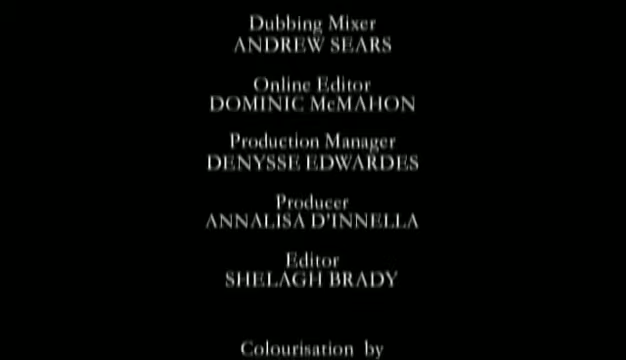 Dubbing Mixer
ANDREW SEARS
Online Editor
DOMINIC McMAHON
Production Manager
DENYSSE EDWARDES
Producer
ANNALISA D'INNELLA
Editor
SHELAGH BRADY
Colourisation by